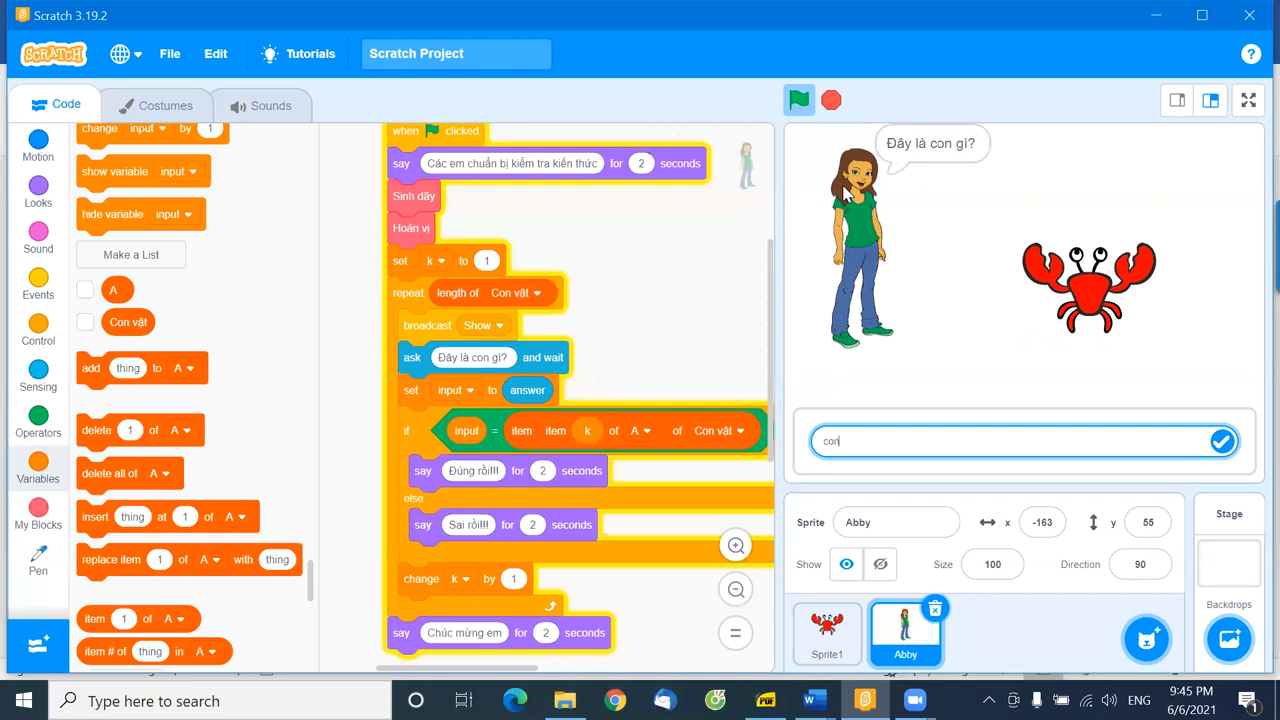 Scratch 3.19.2
SCRATCH File Edit Tutorials Scratch Project
Code Costumes Sounds
Motion
Looks
Sound
Events
Control
Sensing
Operators
Variables
My Blocks
Pen
change input by 1
show variable input
hide variable input
Make a List
A
Con vật
add thing to A
delete 1 of A
delete all of A
insert thing at 1 of A
replace item 1 of A with thing
item 1 of A
item # of thing in A
when clicked
say Các em chuẩn bị kiểm tra kiến thức for 2 seconds
Sinh dãy
Hoán vị
set k to 1
repeat length of Con vật
broadcast Show
ask Đây là con gì? and wait
set input to answer
if input = item item k of A of Con vật
say Đúng rồi!!! for 2 seconds
else
say Sai rồi!!! for 2 seconds
change k by 1
say Chúc mừng em for 2 seconds
Đây là con gì?
con
Sprite Abby x -163 y 55
Show Size 100 Direction 90
Sprite1
Abby
Stage
Backdrops
Type here to search
ENG
9:45 PM
6/6/2021
1